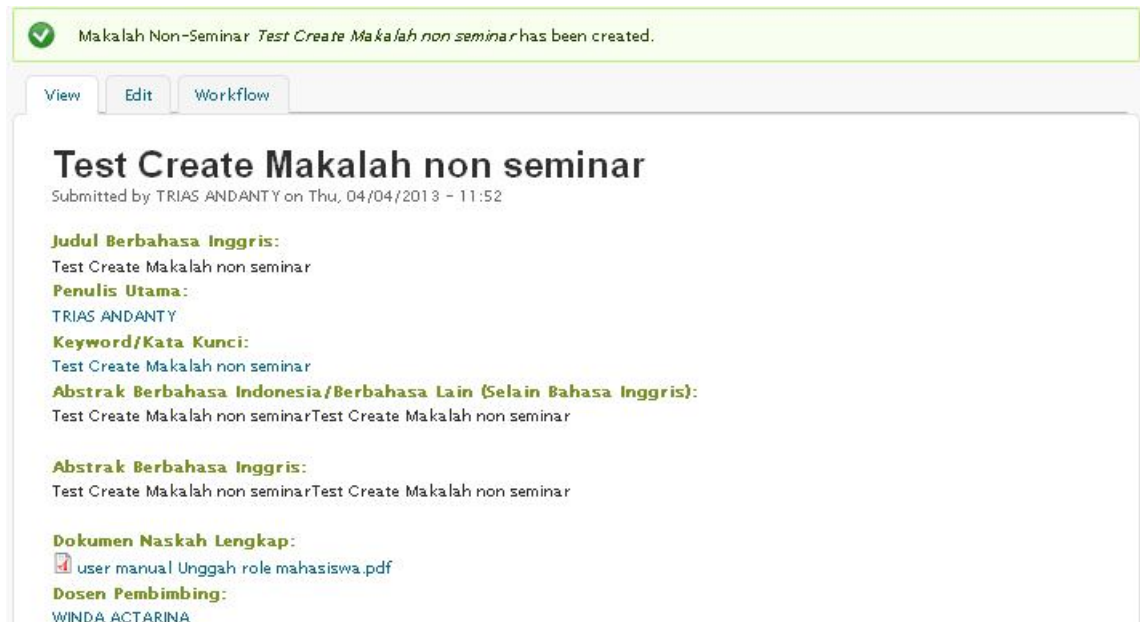 Makalah Non-Seminar Test Create Makalah non seminar has been created.
View Edit Workflow
Test Create Makalah non seminar
Submitted by TRIAS ANDANTY on Thu, 04/04/2013 - 11:52
Judul Berbahasa Inggris:
Test Create Makalah non seminar
Penulis Utama:
TRIAS ANDANTY
Keyword/Kata Kunci:
Test Create Makalah non seminar
Abstrak Berbahasa Indonesia/Berbahasa Lain (Selain Bahasa Inggris):
Test Create Makalah non seminarTest Create Makalah non seminar
Abstrak Berbahasa Inggris:
Test Create Makalah non seminarTest Create Makalah non seminar
Dokumen Naskah Lengkap:
user manual Unggah role mahasiswa.pdf
Dosen Pembimbing:
WINDA ACTARINA